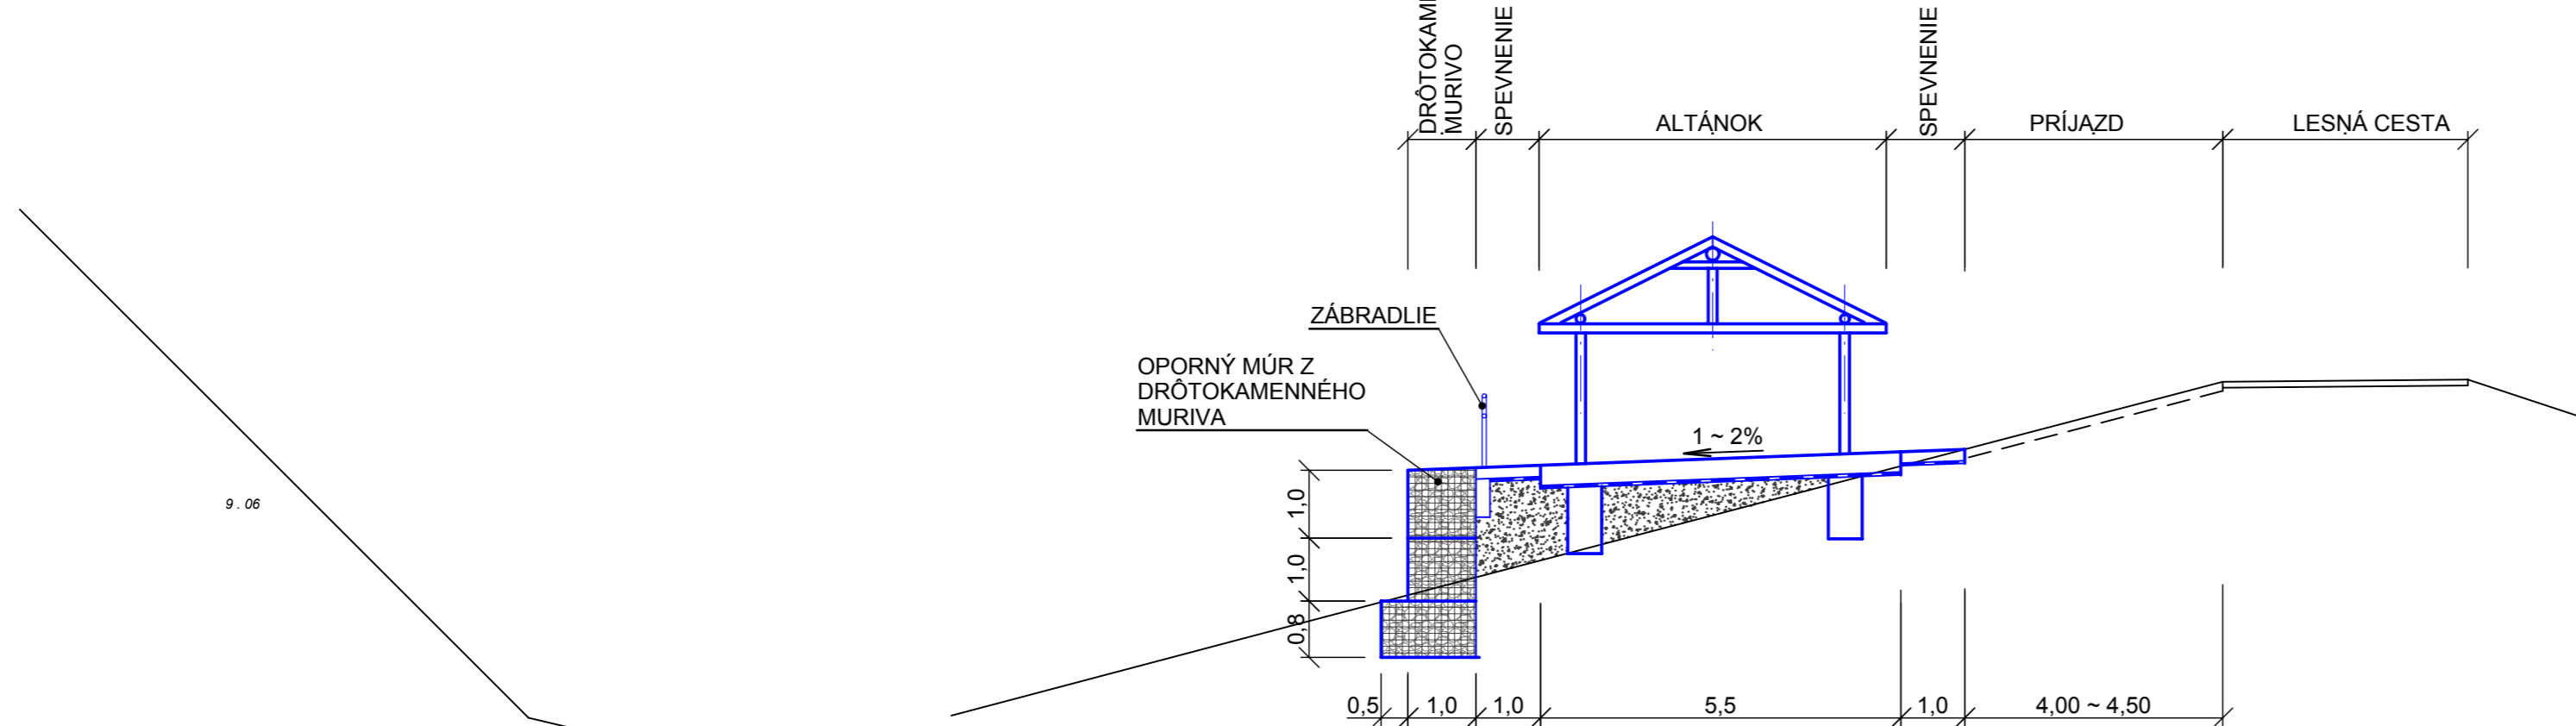 MURIVO
SPEVNENIE
ALTÁNOK
SPEVNENIE
PRÍJAZD
LESNÁ CESTA
ZÁBRADLIE
OPORNÝ MÚR Z
DRÔTOKAMENNÉHO
MURIVA
1 ~ 2%
1,0
1,0
0,8
9 . 06
0,5
1,0
1,0
5,5
1,0
4,00 ~ 4,50